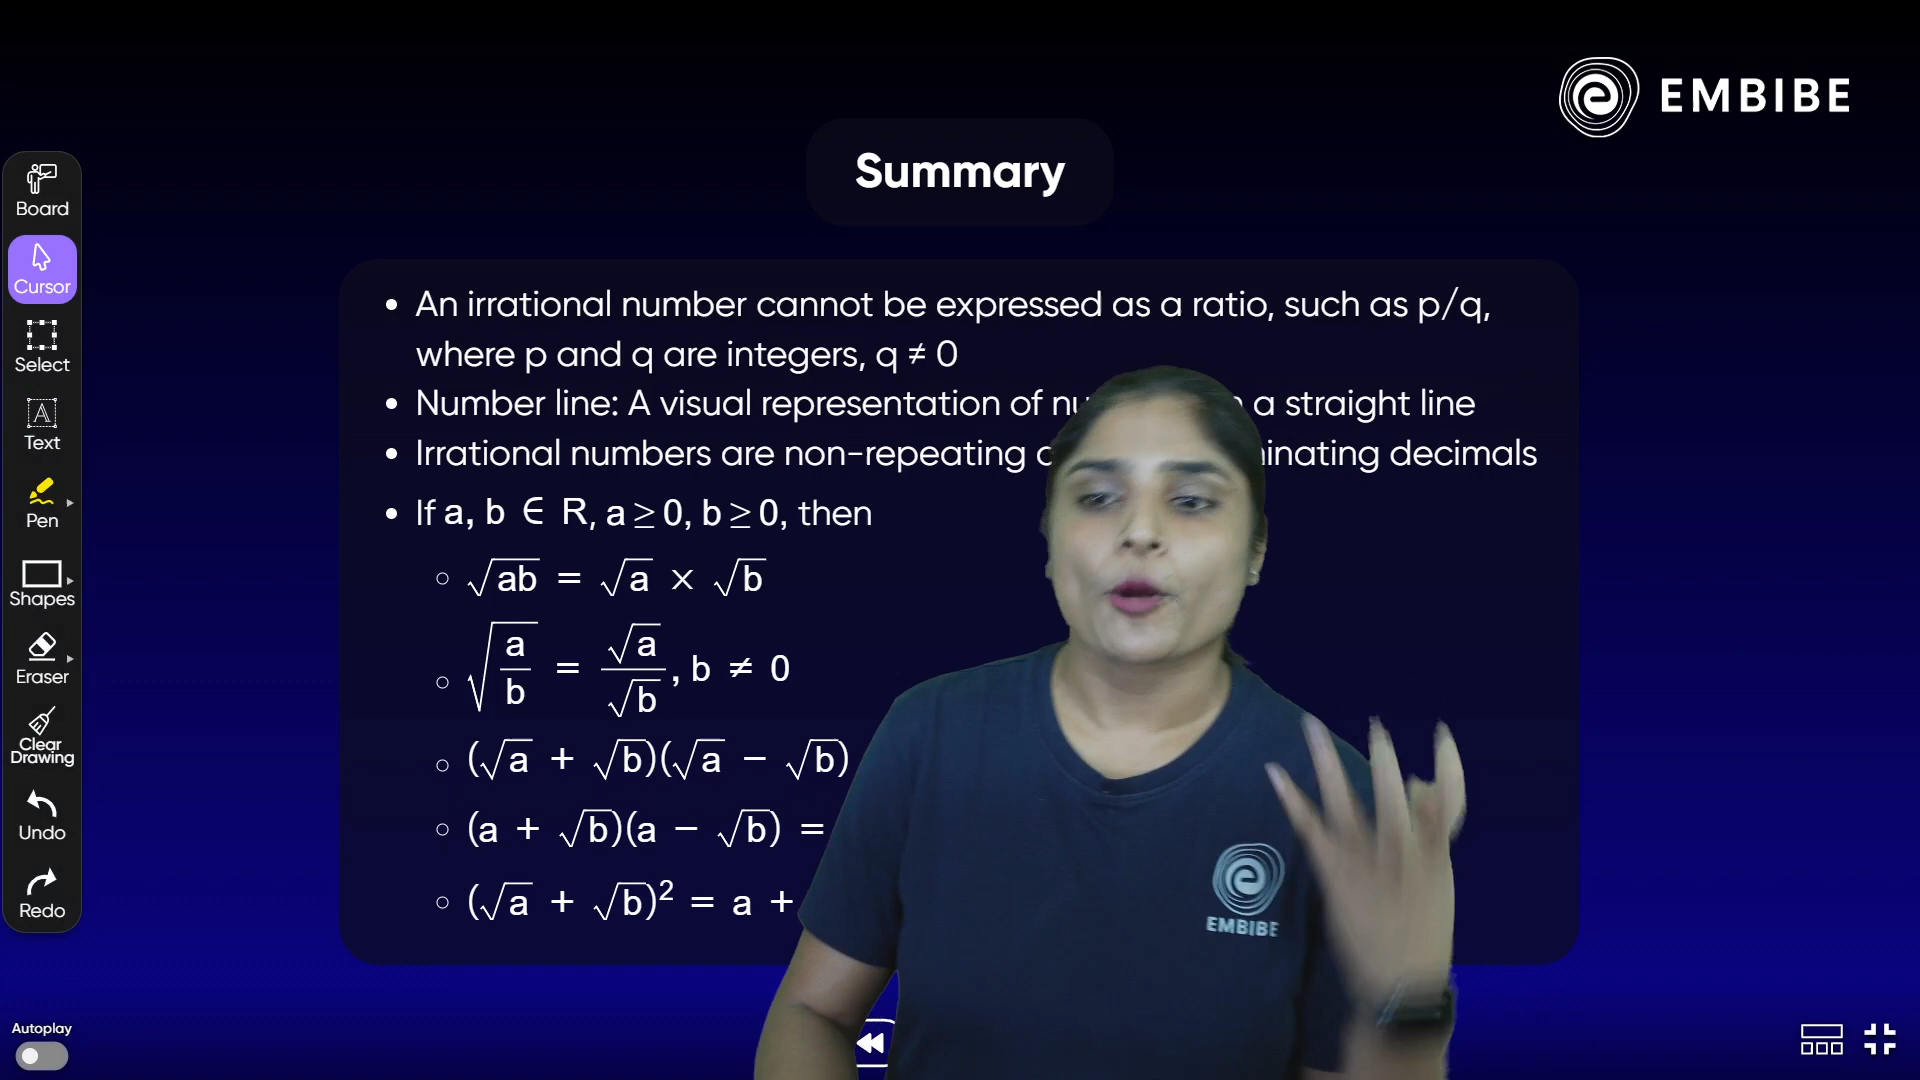 EMBIBE
Summary
Board
Cursor
Select
Text
Pen
Shapes
Eraser
Clear
Drawing
Undo
Redo
Autoplay
• An irrational number cannot be expressed as a ratio, such as p/q,
where p and q are integers, q ≠ 0
• Number line: A visual representation of a straight line
• Irrational numbers are non-repeating decimals
• If a, b ∈ R, a ≥ 0, b ≥ 0, then
○ √ab = √a × √b
○ √(a/b) = √a/√b, b ≠ 0
○ (√a + √b)(√a − √b)
○ (a + √b)(a − √b) =
○ (√a + √b)² = a +
EMBIBE